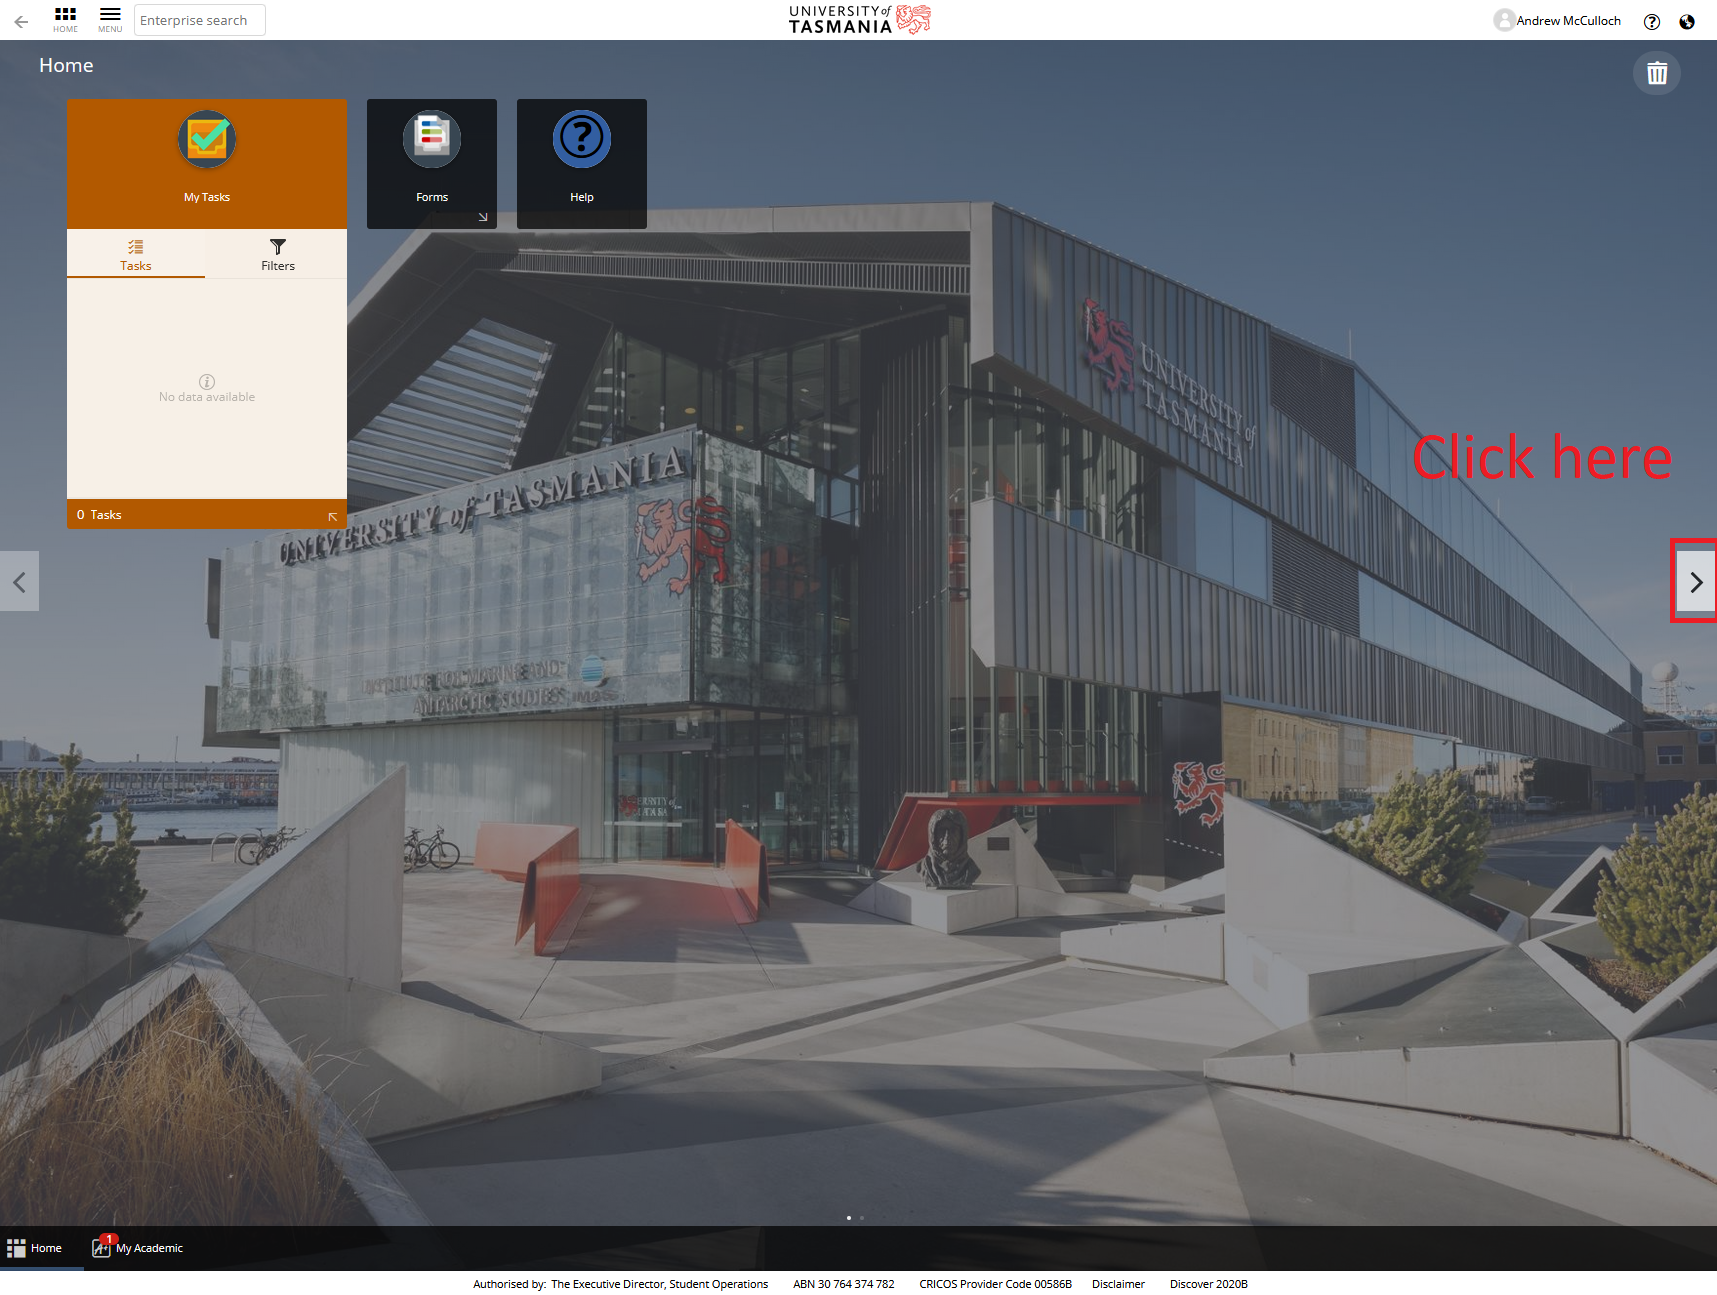 HOME
MENU
Enterprise search
UNIVERSITY of
TASMANIA
Andrew McCulloch
Home
My Tasks
Forms
Help
Tasks
Filters
No data available
0 Tasks
UNIVERSITY of
TASMANIA
Click here
UNIVERSITY of TASMANIA
INSTITUTE FOR MARINE AND
ANTARCTIC STUDIES IMAS
Home
1
A+
My Academic
Authorised by: The Executive Director, Student Operations
ABN 30 764 374 782
CRICOS Provider Code 00586B
Disclaimer
Discover 2020B